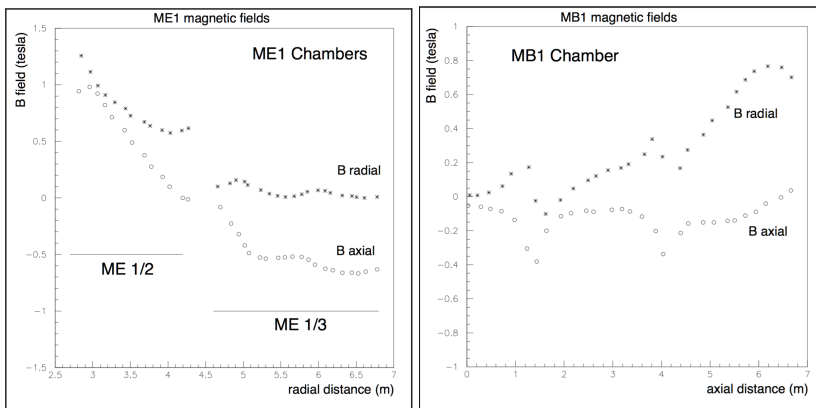 ME1 magnetic fields
B field (tesla)
1.5
1
0.5
0
−0.5
−1
−1.5
ME1 Chambers
B radial
B axial
ME 1/2
ME 1/3
2.5
3
3.5
4
4.5
5
5.5
6
6.5
7
radial distance (m)
MB1 magnetic fields
B field (tesla)
1
0.8
0.6
0.4
0.2
0
−0.2
−0.4
−0.6
−0.8
−1
MB1 Chamber
B radial
B axial
0
1
2
3
4
5
6
7
axial distance (m)